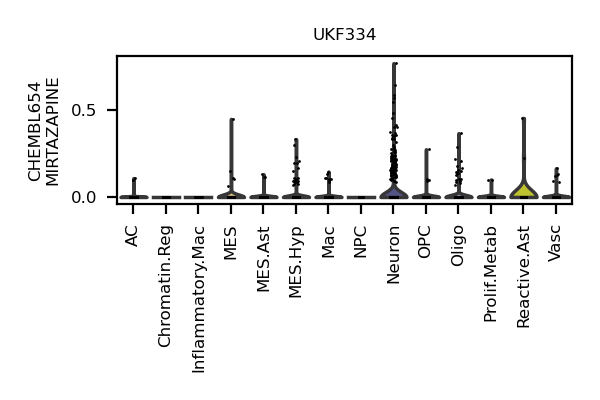 UKF334
CHEMBL654
MIRTAZAPINE
0.5
0.0
AC
Chromatin.Reg
Inflammatory.Mac
MES
MES.Ast
MES.Hyp
Mac
NPC
Neuron
OPC
Oligo
Prolif.Metab
Reactive.Ast
Vasc